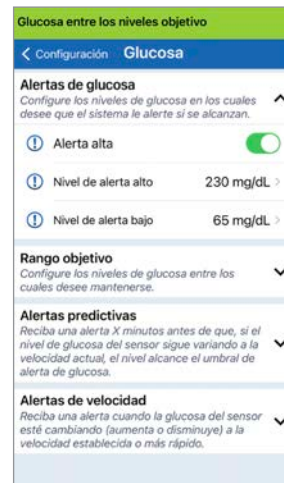 Glucosa entre los niveles objetivo
Configuración Glucosa
Alertas de glucosa
Configure los niveles de glucosa en los cuales
desee que el sistema le alerte si se alcanzan.
Alerta alta
Nivel de alerta alto 230 mg/dL
Nivel de alerta bajo 65 mg/dL
Rango objetivo
Configure los niveles de glucosa entre los
cuales desee mantenerse.
Alertas predictivas
Reciba una alerta X minutos antes de que, si el
nivel de glucosa del sensor sigue variando a la
velocidad actual, el nivel alcance el umbral de
alerta de glucosa.
Alertas de velocidad
Reciba una alerta cuando la glucosa del sensor
esté cambiando (aumenta o disminuye) a la
velocidad establecida o más rápido.